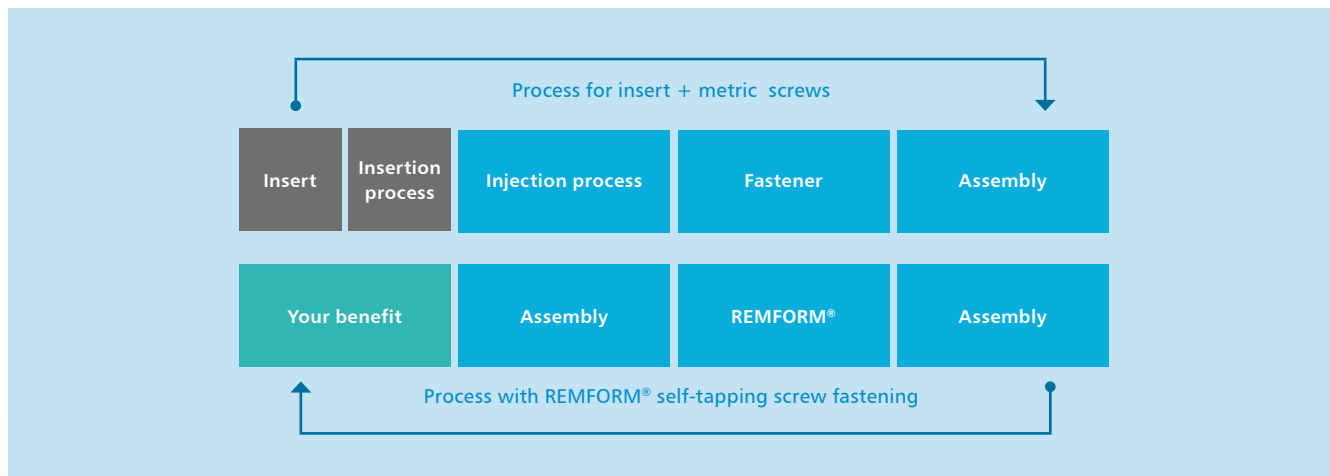 Process for insert + metric screws
Insert
Insertion
process
Injection process
Fastener
Assembly
Your benefit
Assembly
REMFORM®
Assembly
Process with REMFORM® self-tapping screw fastening